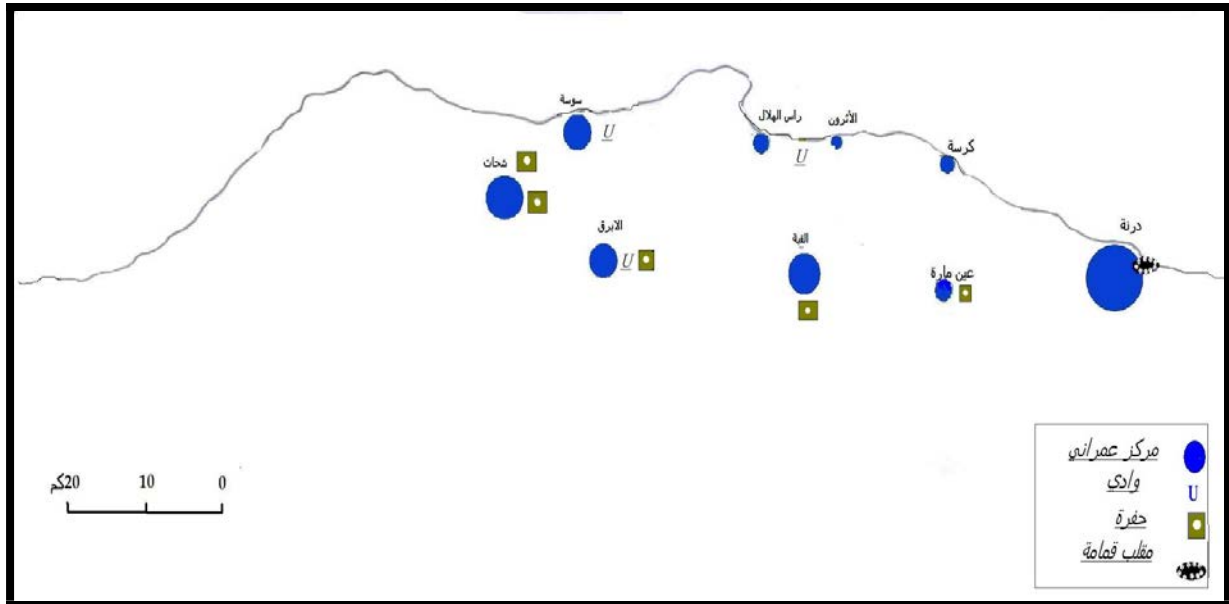 سوسة
U
راس الهلال
الأثرون
U
كرسة
شحات
درنة
الابرق
U
القبة
عين مارة
مركز عمراني
وادي
U
حفرة
مقلب قمامة
20كم
10
0